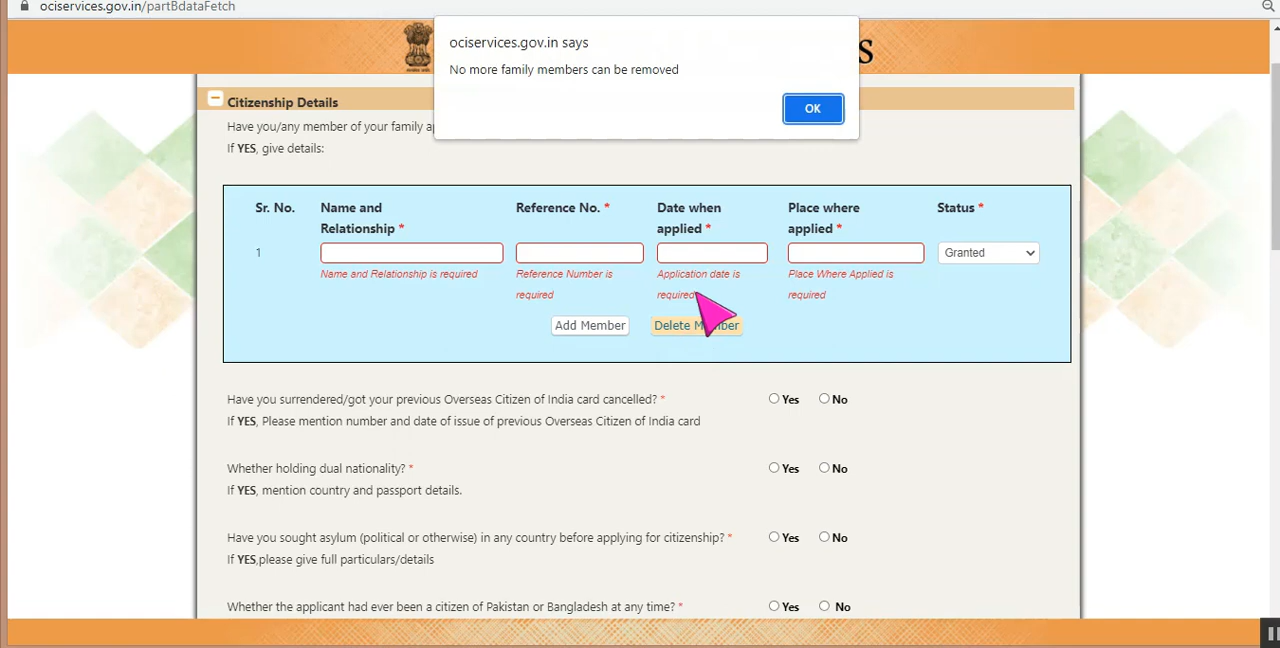 ociservices.gov.in/partBdataFetch
ociservices.gov.in says
No more family members can be removed
OK
S
Citizenship Details
Have you/any member of your family ap
If YES, give details:
Sr. No. Name and Relationship * Reference No. * Date when applied * Place where applied * Status *
1 Granted
Name and Relationship is required Reference Number is required Application date is required Place Where Applied is required
Add Member Delete Member
Have you surrendered/got your previous Overseas Citizen of India card cancelled? * Yes No
If YES, Please mention number and date of issue of previous Overseas Citizen of India card
Whether holding dual nationality? * Yes No
If YES, mention country and passport details.
Have you sought asylum (political or otherwise) in any country before applying for citizenship? * Yes No
If YES,please give full particulars/details
Whether the applicant had ever been a citizen of Pakistan or Bangladesh at any time? * Yes No